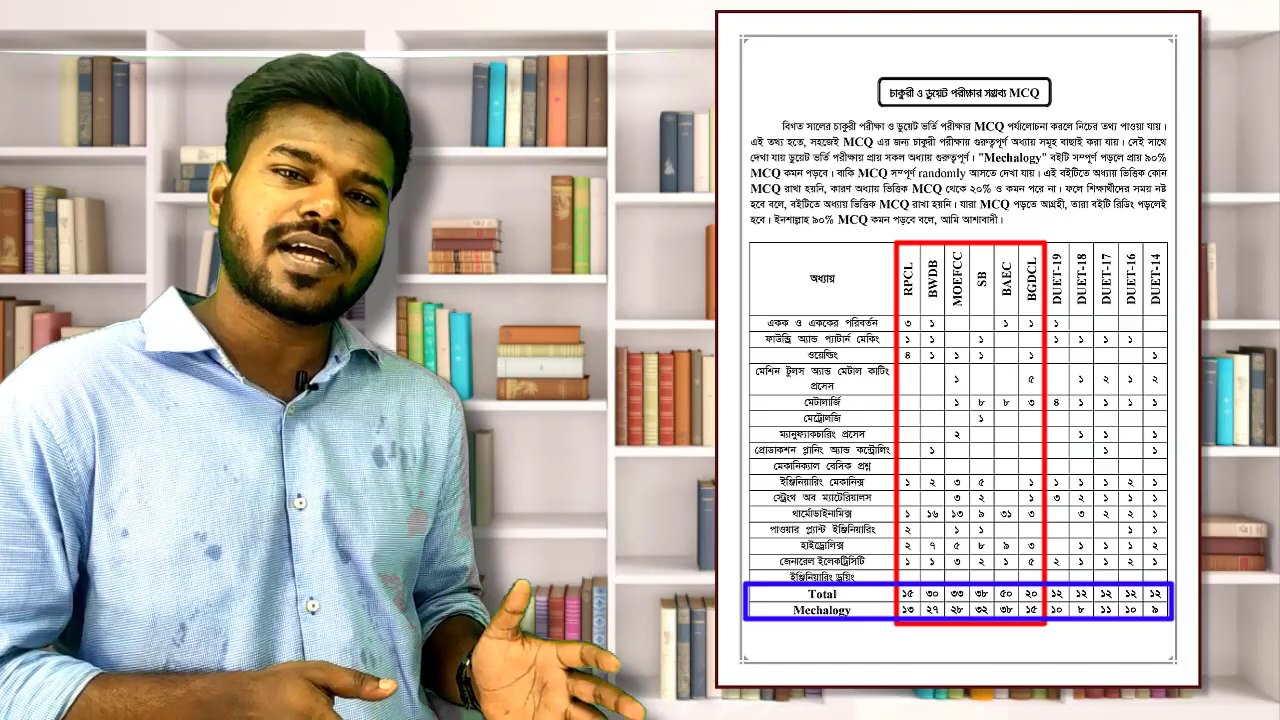 চাকুরী ও ডুয়েট পরীক্ষার সম্ভাব্য MCQ
বিগত সালের চাকুরী পরীক্ষা ও ডুয়েট ভর্তি পরীক্ষার MCQ পর্যালোচনা করলে নিচের তথ্য পাওয়া যায়।
এই তথ্য হতে, সহজেই MCQ এর জন্য চাকুরী পরীক্ষায় গুরুত্বপূর্ণ অধ্যায় সমূহ বাছাই করা যায়। সেই সাথে
দেখা যায় ডুয়েট ভর্তি পরীক্ষায় প্রায় সকল অধ্যায় গুরুত্বপূর্ণ। "Mechalogy" বইটি সম্পূর্ণ পড়লে প্রায় ৯০%
MCQ কমন পড়বে। বাকি MCQ সম্পূর্ণ randomly আসতে দেখা যায়। এই বইটিতে অধ্যায় ভিত্তিক কোন
MCQ রাখা হয়নি, কারণ অধ্যায় ভিত্তিক MCQ থেকে ২০% ও কমন পরে না। ফলে শিক্ষার্থীদের সময় নষ্ট
হবে বলে, বইটিতে অধ্যায় ভিত্তিক MCQ রাখা হয়নি। যারা MCQ পড়তে আগ্রহী, তারা বইটি রিডিং পড়লেই
হবে। ইনশাল্লাহ ৯০% MCQ কমন পড়বে বলে, আমি আশাবাদী।
অধ্যায় RPCL BWDB MOEFCC SB BAEC BGDCL DUET-19 DUET-18 DUET-17 DUET-16 DUET-14
একক ও এককের পরিবর্তন ৩ ১ ১ ১ ১
ফাউন্ড্রি অ্যান্ড প্যাটার্ন মেকিং ১ ১ ১ ১ ১ ১ ১
ওয়েল্ডিং ৪ ১ ১ ১ ১ ১
মেশিন টুলস অ্যান্ড মেটাল কাটিং
প্রসেস ১ ৫ ১ ২ ১ ২
মেটালার্জি ১ ৮ ৮ ৩ ৪ ১ ১ ১ ১
মেট্রোলজি ১
ম্যানুফ্যাকচারিং প্রসেস ২ ১ ১ ১
প্রোডাকশন প্লানিং অ্যান্ড কন্ট্রোলিং ১ ১ ১
মেকানিক্যাল বেসিক প্রশ্ন
ইঞ্জিনিয়ারিং মেকানিক্স ১ ২ ৩ ৫ ১ ১ ১ ১ ২ ১
স্ট্রেংথ অব ম্যাটেরিয়ালস ৩ ২ ১ ৩ ২ ১ ১ ১
থার্মোডাইনামিক্স ১ ১৬ ১৩ ৯ ৩১ ৩ ৩ ২ ২ ১
পাওয়ার প্ল্যান্ট ইঞ্জিনিয়ারিং ২ ১ ১ ১ ১
হাইড্রোলিক্স ২ ৭ ৫ ৮ ৯ ৩ ১ ১ ১ ২
জেনারেল ইলেকট্রিসিটি ১ ১ ৩ ২ ১ ৫ ২ ১ ১ ২ ১
ইঞ্জিনিয়ারিং ড্রয়িং
Total ১৫ ৩০ ৩৩ ৩৮ ৫০ ২০ ১২ ১২ ১২ ১২ ১২
Mechalogy ১৩ ২৭ ২৮ ৩২ ৩৮ ১৫ ১০ ৮ ১১ ১০ ৯